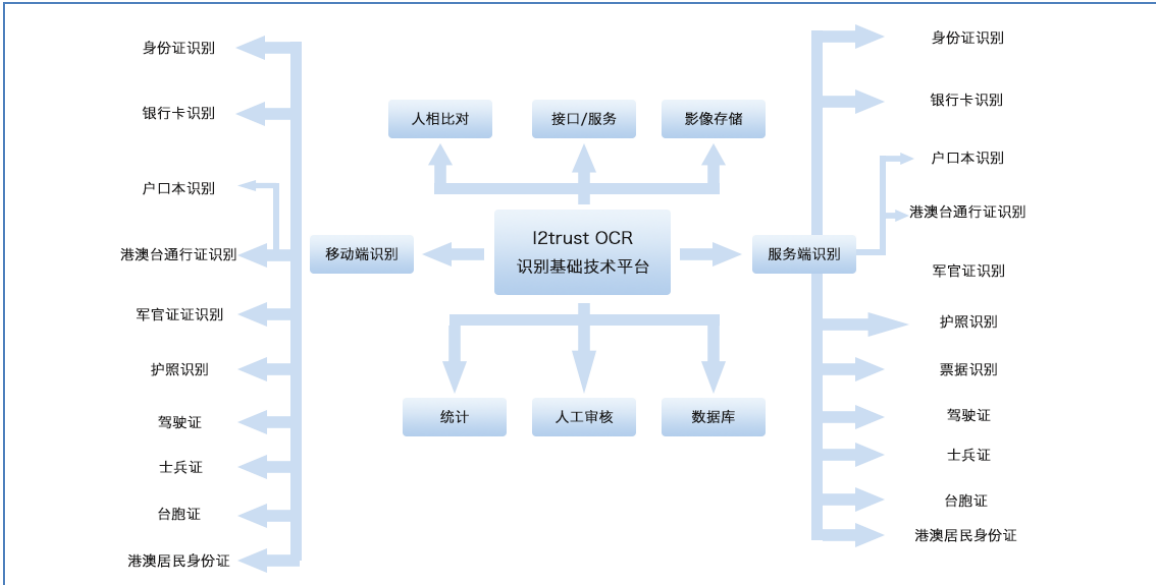 身份证识别
银行卡识别
户口本识别
港澳台通行证识别
军官证证识别
护照识别
驾驶证
士兵证
台胞证
港澳居民身份证
移动端识别
人相比对
接口/服务
影像存储
I2trust OCR
识别基础技术平台
统计
人工审核
数据库
服务端识别
身份证识别
银行卡识别
户口本识别
港澳台通行证识别
军官证识别
护照识别
票据识别
驾驶证
士兵证
台胞证
港澳居民身份证